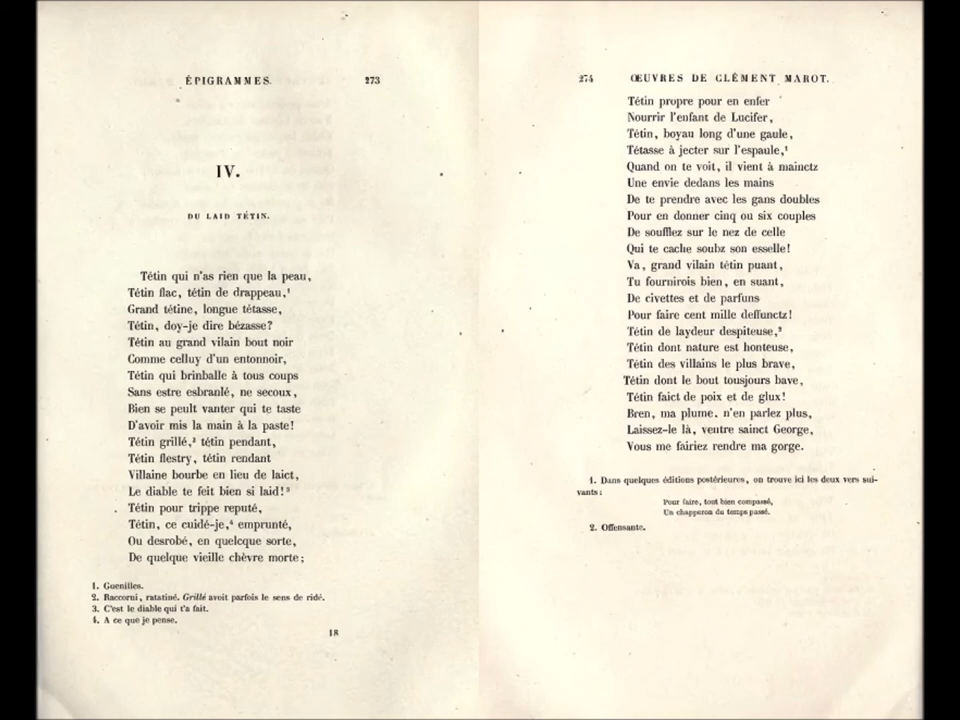 ÉPIGRAMMES. 273
IV.
DU LAID TÉTIN.
Tétin qui n'as rien que la peau,
Tétin flac, tétin de drappeau,¹
Grand tétine, longue tétasse,
Tétin, doy-je dire bézasse?
Tétin au grand vilain bout noir
Comme celluy d'un entonnoir,
Tétin qui brinballe à tous coups
Sans estre esbranlé, ne secoux,
Bien se peult vanter qui te taste
D'avoir mis la main à la paste!
Tétin grillé,² tétin pendant,
Tétin flestry, tétin rendant
Villaine bourbe en lieu de laict,
Le diable te feit bien si laid!³
Tétin pour trippe reputé,
Tétin, ce cuidé-je,⁴ emprunté,
Ou desrobé, en quelcque sorte,
De quelque vieille chèvre morte;
1. Guenilles.
2. Raccorni, ratatiné. Grillé avoit parfois le sens de ridé.
3. C'est le diable qui t'a fait.
4. A ce que je pense.
18
274 ŒUVRES DE CLÉMENT MAROT.
Tétin propre pour en enfer
Nourrir l'enfant de Lucifer,
Tétin, boyau long d'une gaule,
Tétasse à jecter sur l'espaule,¹
Quand on te voit, il vient à mainctz
Une envie dedans les mains
De te prendre avec les gans doubles
Pour en donner cinq ou six couples
De soufflez sur le nez de celle
Qui te cache soubz son esselle!
Va, grand vilain tétin puant,
Tu fournirois bien, en suant,
De civettes et de parfuns
Pour faire cent mille deffunctz!
Tétin de laydeur despiteuse,²
Tétin dont nature est honteuse,
Tétin des villains le plus brave,
Tétin dont le bout tousjours bave,
Tétin faict de poix et de glux!
Bren, ma plume, n'en parlez plus,
Laissez-le là, ventre sainct George,
Vous me fairiez rendre ma gorge.
1. Dans quelques éditions postérieures, on trouve ici les deux vers sui-
vants:
Pour faire, tout bien compassé,
Un chapperon du temps passé.
2. Offensante.